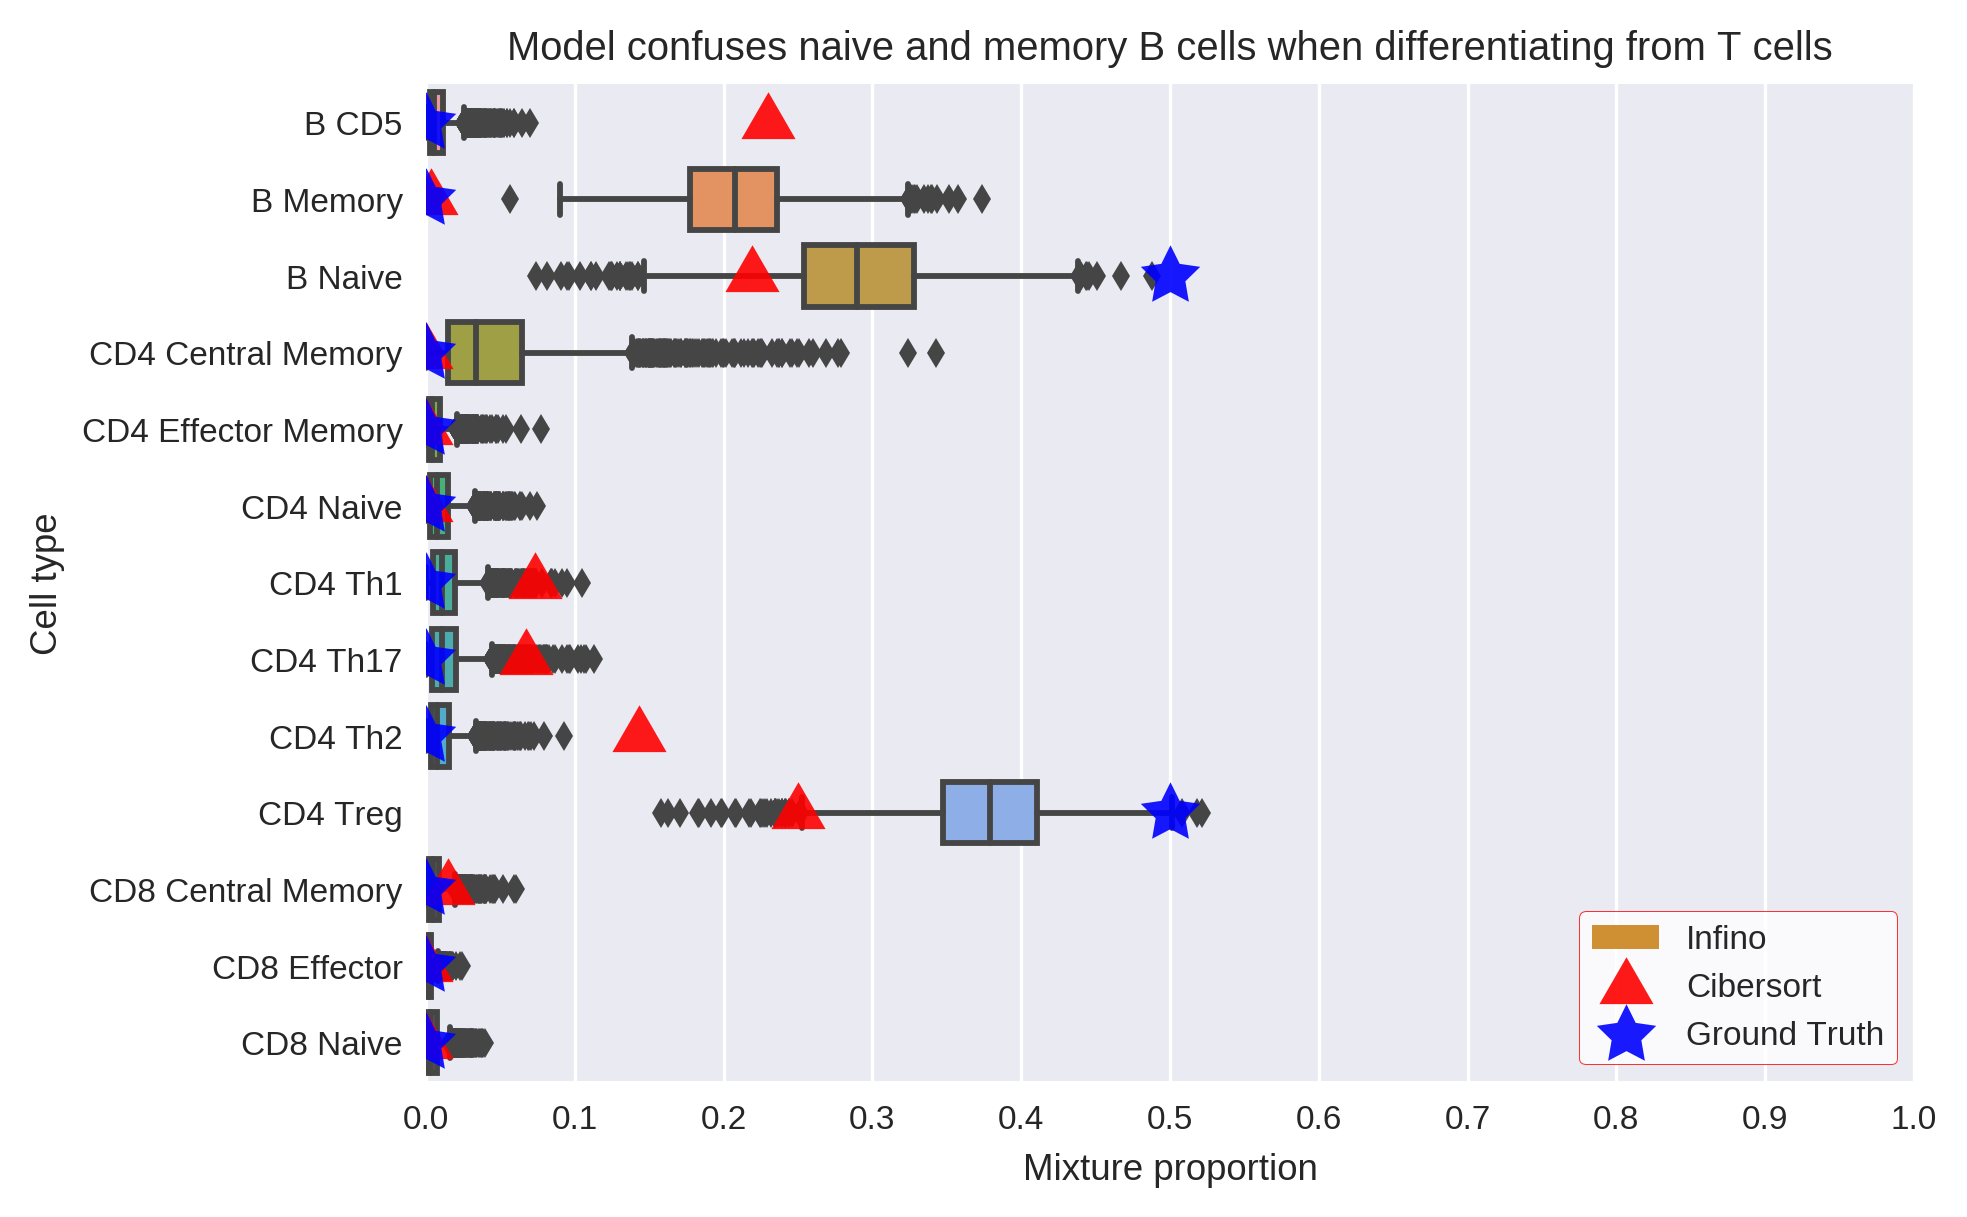 Model confuses naive and memory B cells when differentiating from T cells
B CD5
B Memory
B Naive
CD4 Central Memory
CD4 Effector Memory
CD4 Naive
CD4 Th1
CD4 Th17
CD4 Th2
CD4 Treg
CD8 Central Memory
CD8 Effector
CD8 Naive
Cell type
Infino
Cibersort
Ground Truth
0.0 0.1 0.2 0.3 0.4 0.5 0.6 0.7 0.8 0.9 1.0
Mixture proportion